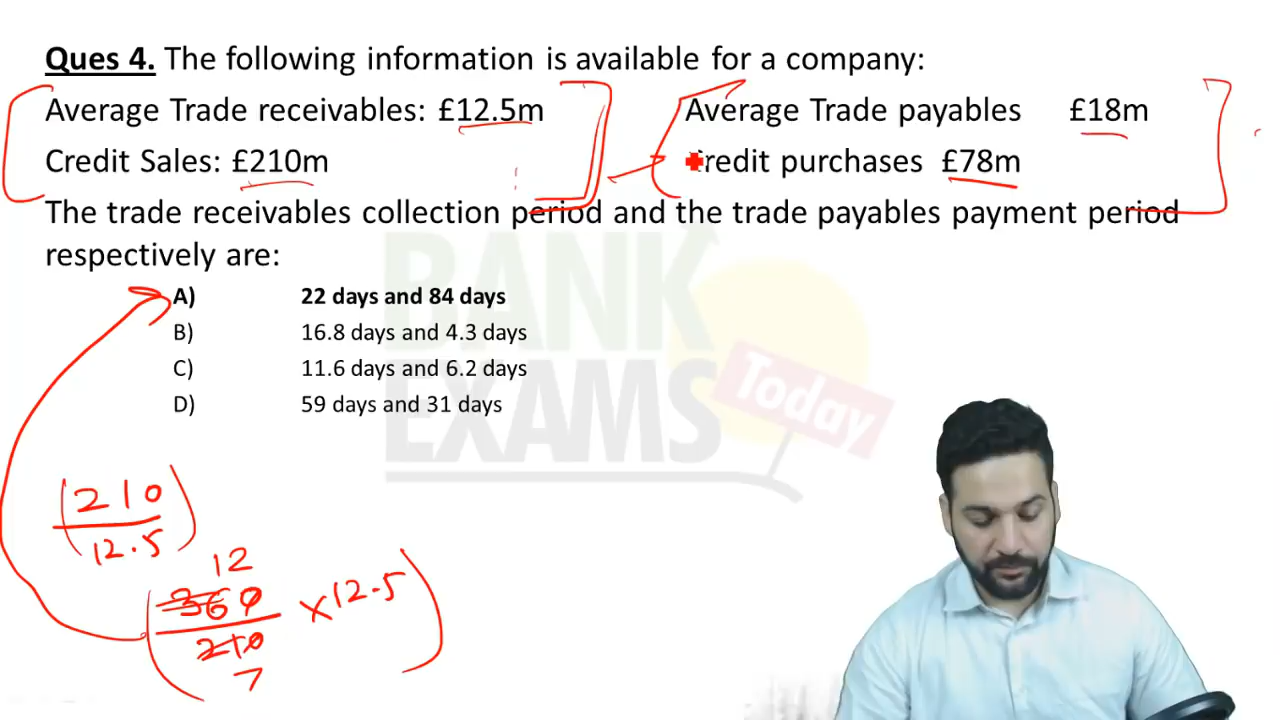 Ques 4. The following information is available for a company:
Average Trade receivables: £12.5m Average Trade payables £18m
Credit Sales: £210m Credit purchases £78m
The trade receivables collection period and the trade payables payment period
respectively are:
A) 22 days and 84 days
B) 16.8 days and 4.3 days
C) 11.6 days and 6.2 days
D) 59 days and 31 days
BANK
EXAMS
Today
210
12.5
12
360 × 12.5
210
7